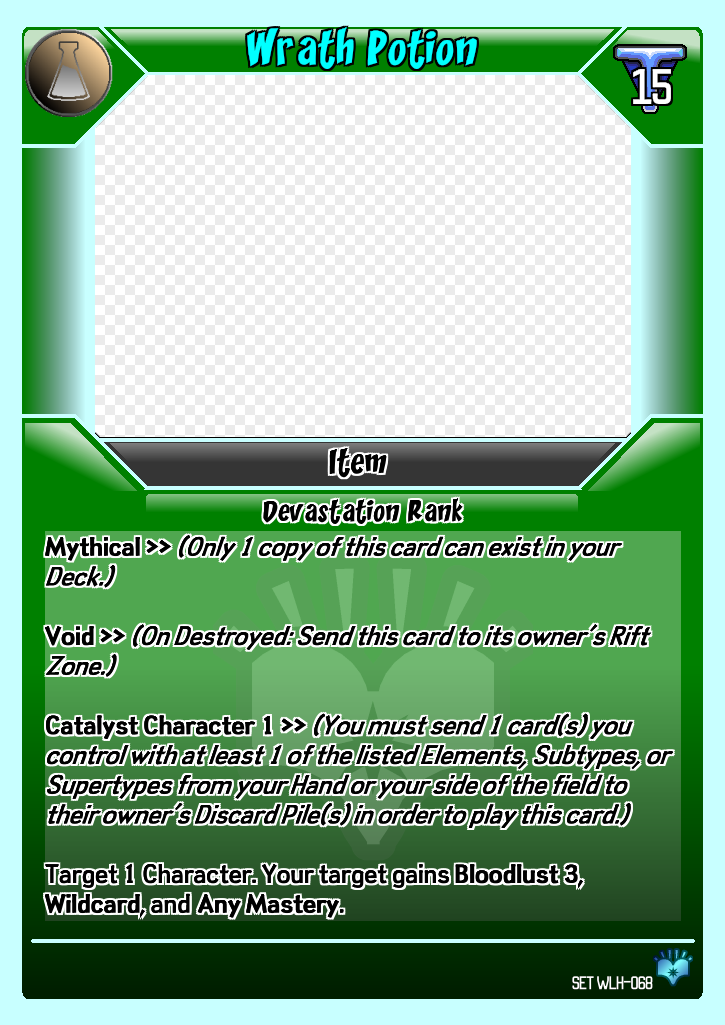 Wrath Potion
15
Item
Devastation Rank
Mythical >> (Only 1 copy of this card can exist in your
Deck.)
Void >> (On Destroyed: Send this card to its owner's Rift
Zone.)
Catalyst Character 1 >> (You must send 1 card(s) you
control with at least 1 of the listed Elements, Subtypes, or
Supertypes from your Hand or your side of the field to
their owner's Discard Pile(s) in order to play this card.)
Target 1 Character. Your target gains Bloodlust 3,
Wildcard, and Any Mastery.
SET WLH-068